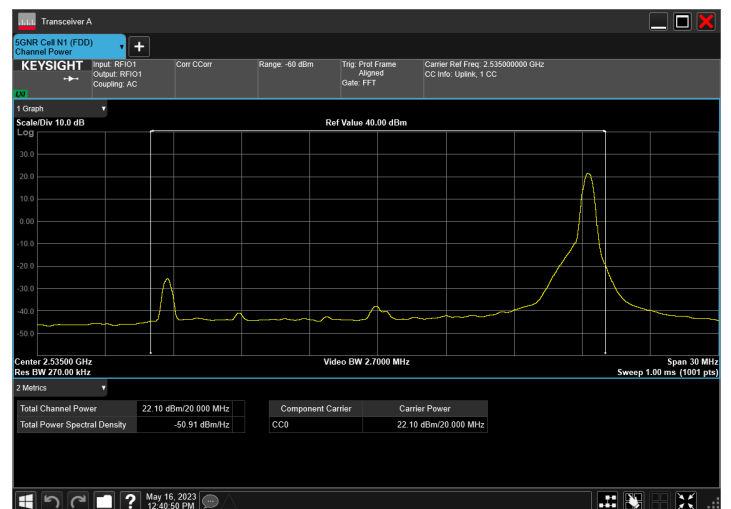 Transceiver A
5GNR Cell N1 (FDD)
Channel Power
KEYSIGHT
LXI
Input: RFIO1
Output: RFIO1
Coupling: AC
Corr CCorr
Range: -60 dBm
Trig: Prot Frame
Aligned
Gate: FFT
Carrier Ref Freq: 2.535000000 GHz
CC Info: Uplink, 1 CC
1 Graph
Scale/Div 10.0 dB
Ref Value 40.00 dBm
Log
30.0
20.0
10.0
0.00
-10.0
-20.0
-30.0
-40.0
-50.0
Center 2.53500 GHz
Video BW 2.7000 MHz
Span 30 MHz
Res BW 270.00 kHz
Sweep 1.00 ms (1001 pts)
2 Metrics
Total Channel Power 22.10 dBm/20.000 MHz
Total Power Spectral Density -50.91 dBm/Hz
Component Carrier Carrier Power
CC0 22.10 dBm/20.000 MHz
?
May 16, 2023
12:40:50 PM